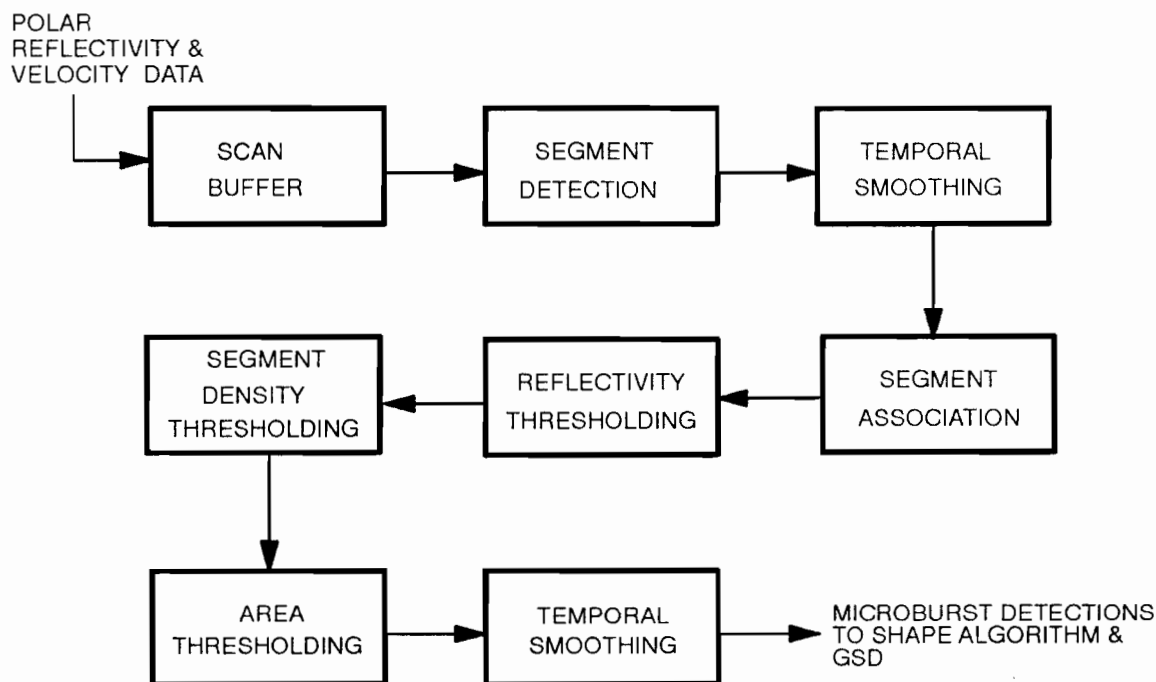 POLAR
REFLECTIVITY &
VELOCITY DATA
SCAN
BUFFER
SEGMENT
DETECTION
TEMPORAL
SMOOTHING
SEGMENT
ASSOCIATION
REFLECTIVITY
THRESHOLDING
SEGMENT
DENSITY
THRESHOLDING
AREA
THRESHOLDING
TEMPORAL
SMOOTHING
MICROBURST DETECTIONS
TO SHAPE ALGORITHM &
GSD